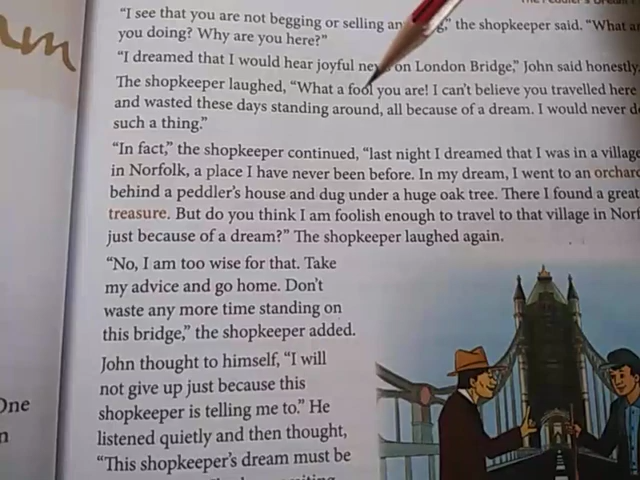 am
"I see that you are not begging or selling an g," the shopkeeper said. "What ar
you doing? Why are you here?"
"I dreamed that I would hear joyful ne on London Bridge," John said honestly.
The shopkeeper laughed, "What a fool you are! I can't believe you travelled here
and wasted these days standing around, all because of a dream. I would never d
such a thing."
"In fact," the shopkeeper continued, "last night I dreamed that I was in a village
in Norfolk, a place I have never been before. In my dream, I went to an orchar
behind a peddler's house and dug under a huge oak tree. There I found a great
treasure. But do you think I am foolish enough to travel to that village in Norf
just because of a dream?" The shopkeeper laughed again.
"No, I am too wise for that. Take
my advice and go home. Don't
waste any more time standing on
this bridge," the shopkeeper added.
John thought to himself, "I will
not give up just because this
shopkeeper is telling me to." He
listened quietly and then thought,
"This shopkeeper's dream must be
One
n